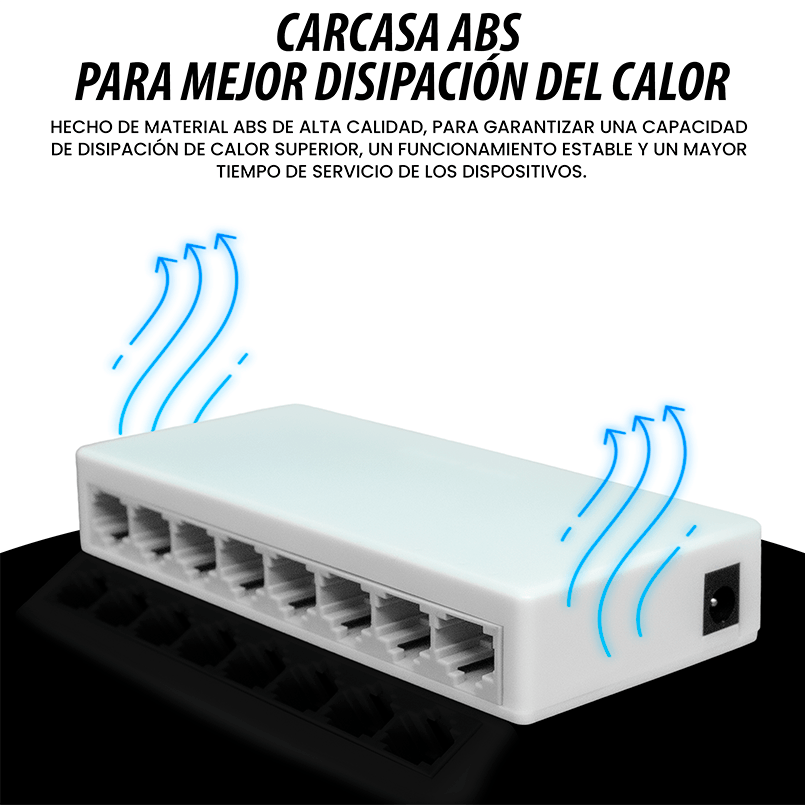 CARCASA ABS
PARA MEJOR DISIPACIÓN DEL CALOR
HECHO DE MATERIAL ABS DE ALTA CALIDAD, PARA GARANTIZAR UNA CAPACIDAD
DE DISIPACIÓN DE CALOR SUPERIOR, UN FUNCIONAMIENTO ESTABLE Y UN MAYOR
TIEMPO DE SERVICIO DE LOS DISPOSITIVOS.